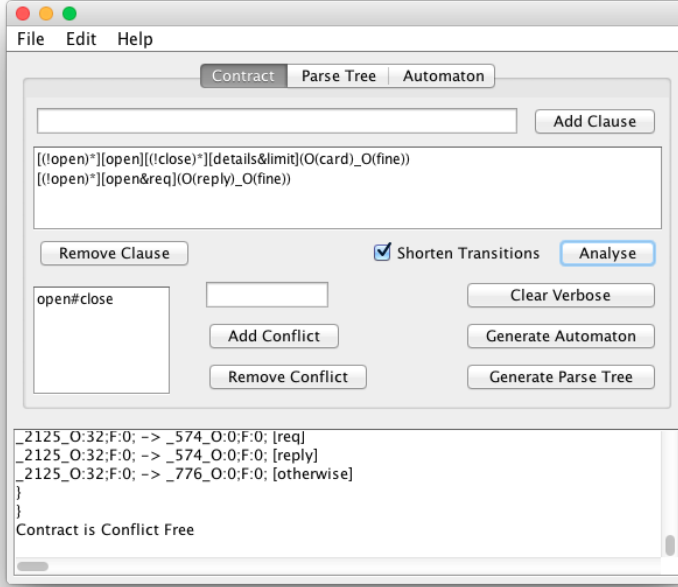 File Edit Help
Contract Parse Tree Automaton
Add Clause
[(!open)*][open][(!close)*][details&limit](O(card)_O(fine))
[(!open)*][open&req](O(reply)_O(fine))
Remove Clause Shorten Transitions Analyse
open#close
Clear Verbose
Add Conflict Generate Automaton
Remove Conflict Generate Parse Tree
_2125_O:32;F:0; -> _574_O:0;F:0; [req]
_2125_O:32;F:0; -> _574_O:0;F:0; [reply]
_2125_O:32;F:0; -> _776_O:0;F:0; [otherwise]
}
}
Contract is Conflict Free